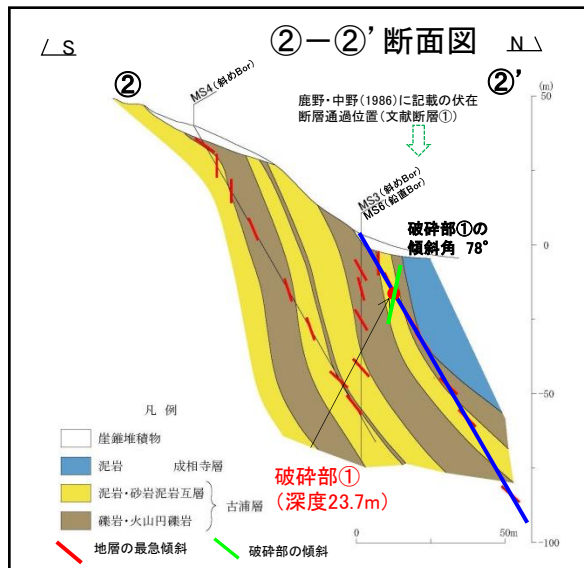 S
②－②’断面図
N
②
②’
(m)
50
MS4(斜めBor)
鹿野・中野(1986)に記載の伏在
断層通過位置(文献断層①)
MS3(斜めBor)
MS6(鉛直Bor)
破砕部①の
傾斜角 78°
0
-50
凡 例
崖錐堆積物
泥岩 成相寺層
泥岩・砂岩泥岩互層
古浦層
礫岩・火山円礫岩
破砕部①
(深度23.7m)
地層の最急傾斜
破砕部の傾斜
0
50m
-100